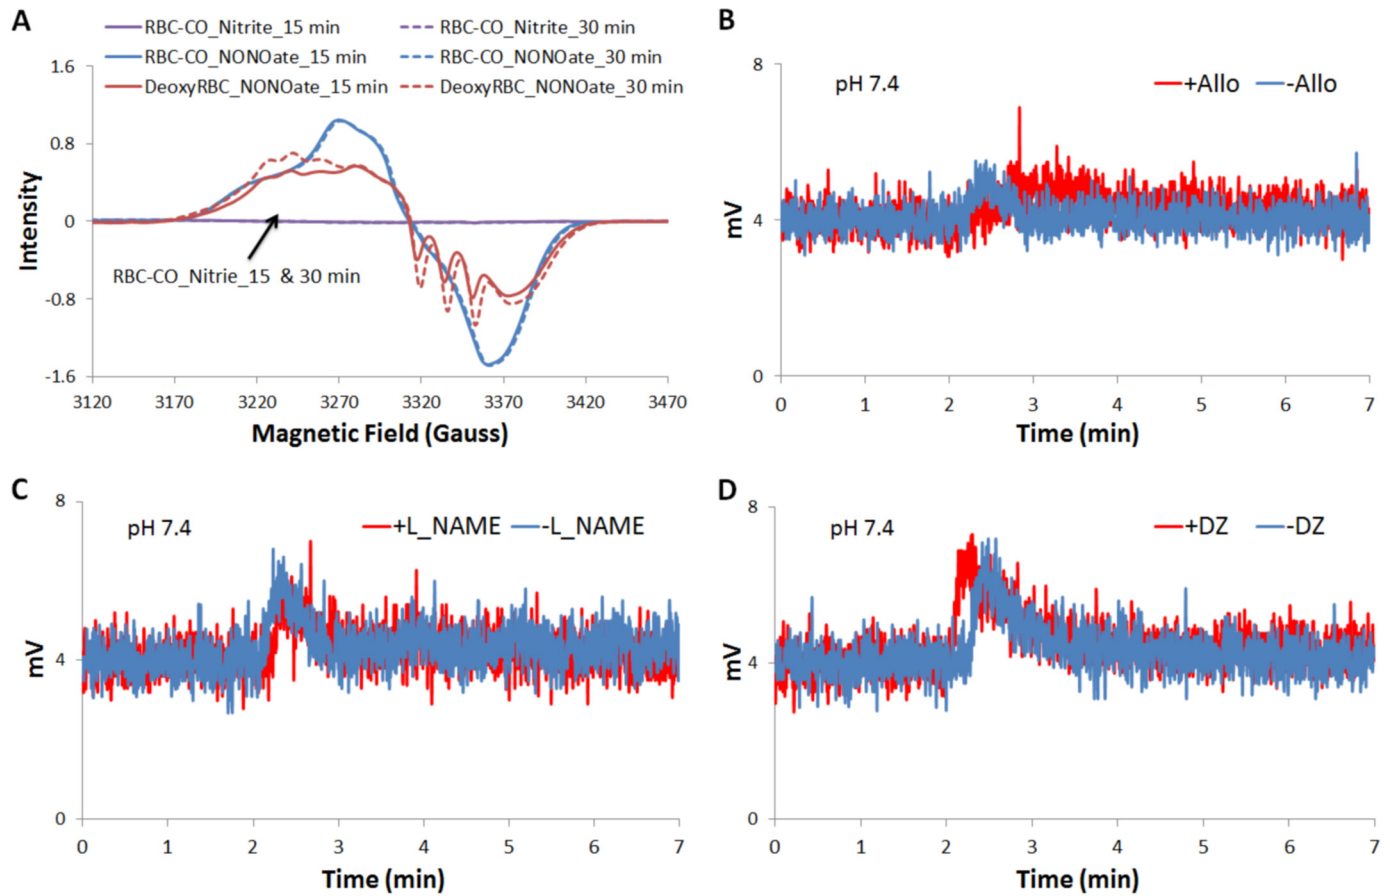 A
RBC-CO_Nitrite_15 min
RBC-CO_Nitrite_30 min
RBC-CO_NONOate_15 min
RBC-CO_NONOate_30 min
DeoxyRBC_NONOate_15 min
DeoxyRBC_NONOate_30 min
1.6
0.8
0
-0.8
-1.6
Intensity
RBC-CO_Nitrie_15 & 30 min
3120 3170 3220 3270 3320 3370 3420 3470
Magnetic Field (Gauss)
B
pH 7.4
+Allo -Allo
8
4
0
mV
0 1 2 3 4 5 6 7
Time (min)
C
pH 7.4
+L_NAME -L_NAME
8
4
0
mV
0 1 2 3 4 5 6 7
Time (min)
D
pH 7.4
+DZ -DZ
8
4
0
mV
0 1 2 3 4 5 6 7
Time (min)